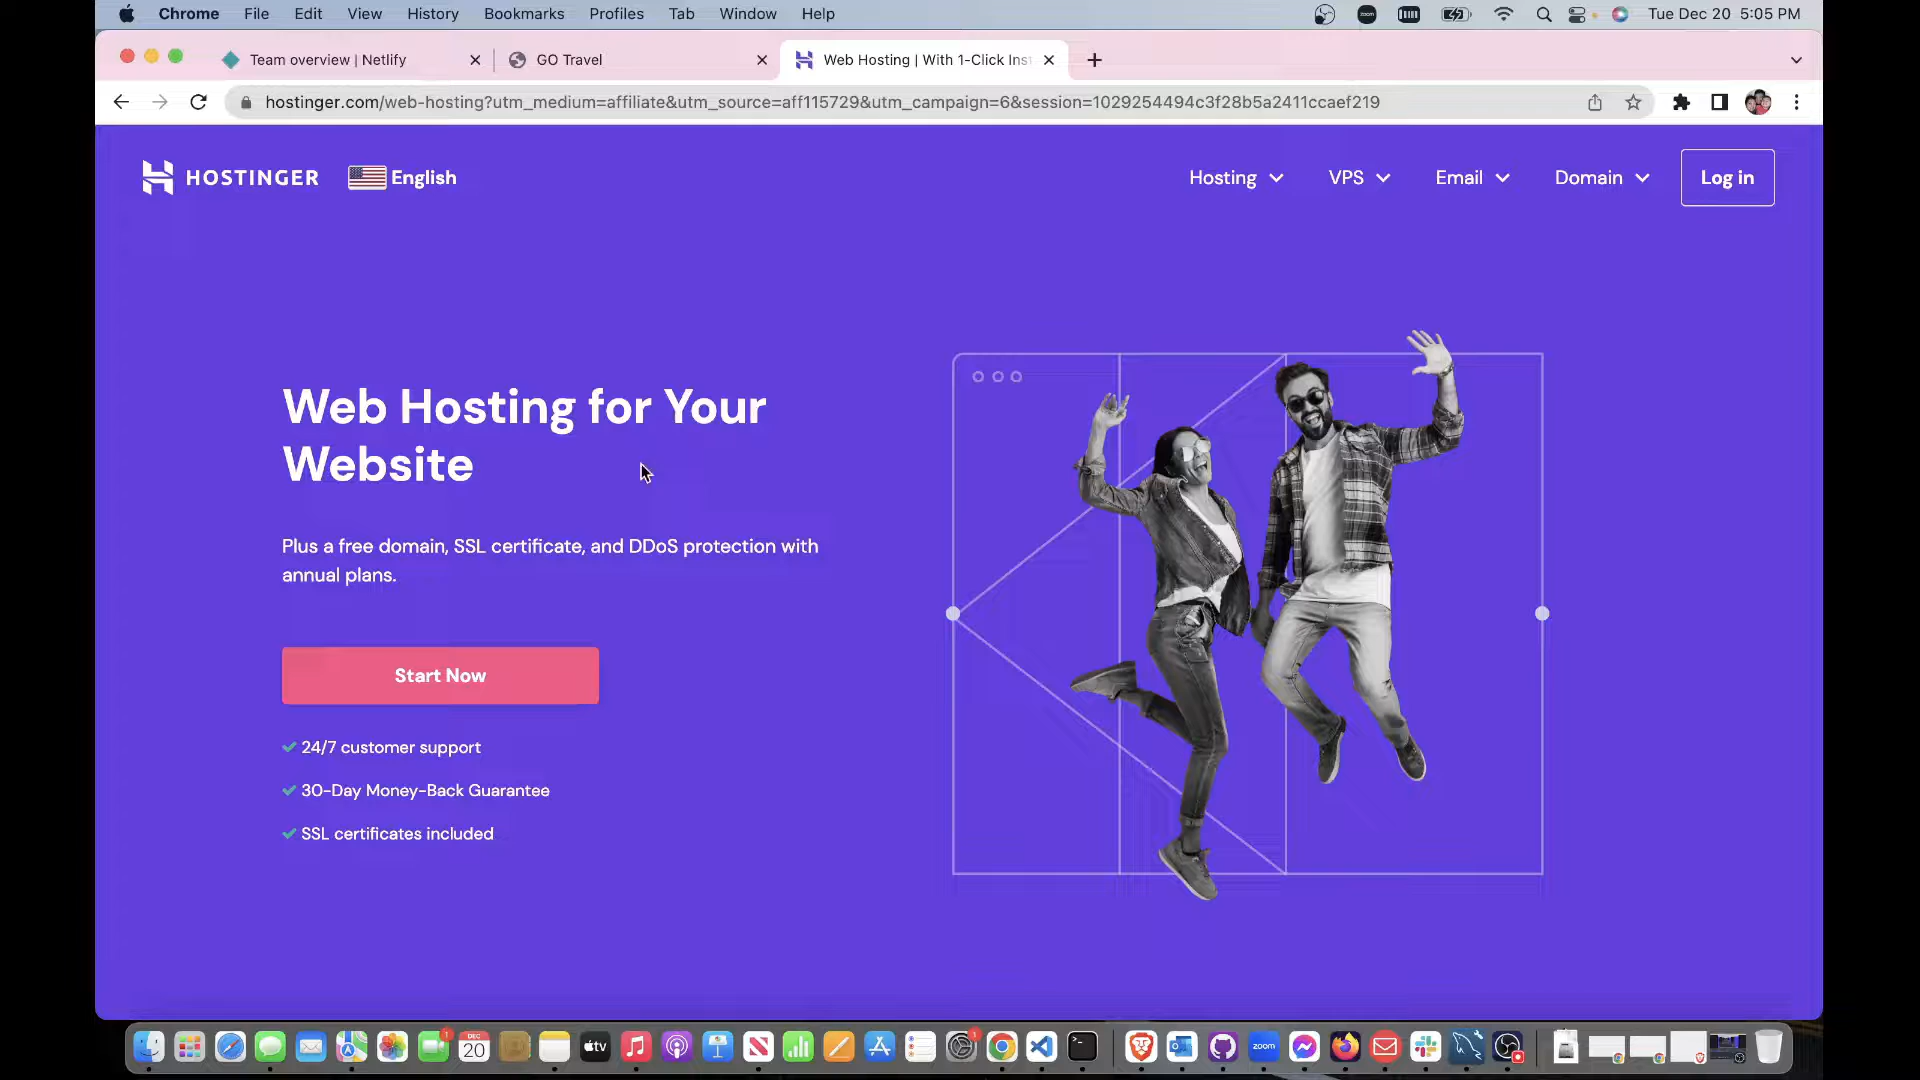 Chrome File Edit View History Bookmarks Profiles Tab Window Help Tue Dec 20 5:05 PM
Team overview | Netlify GO Travel Web Hosting | With 1-Click Ins
hostinger.com/web-hosting?utm_medium=affiliate&utm_source=aff115729&utm_campaign=6&session=1029254494c3f28b5a2411ccaef219
HOSTINGER English Hosting VPS Email Domain Log in
Web Hosting for Your
Website
Plus a free domain, SSL certificate, and DDoS protection with
annual plans.
Start Now
24/7 customer support
30-Day Money-Back Guarantee
SSL certificates included
DEC
20
tv
zoom